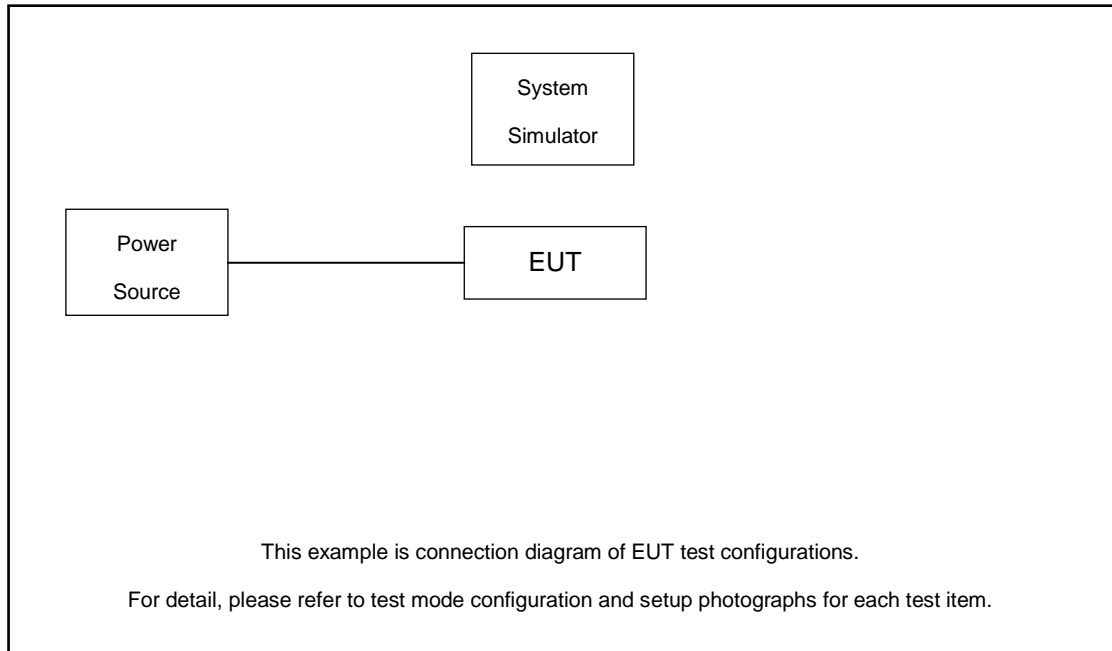 System
Simulator
Power
Source
EUT
This example is connection diagram of EUT test configurations.
For detail, please refer to test mode configuration and setup photographs for each test item.